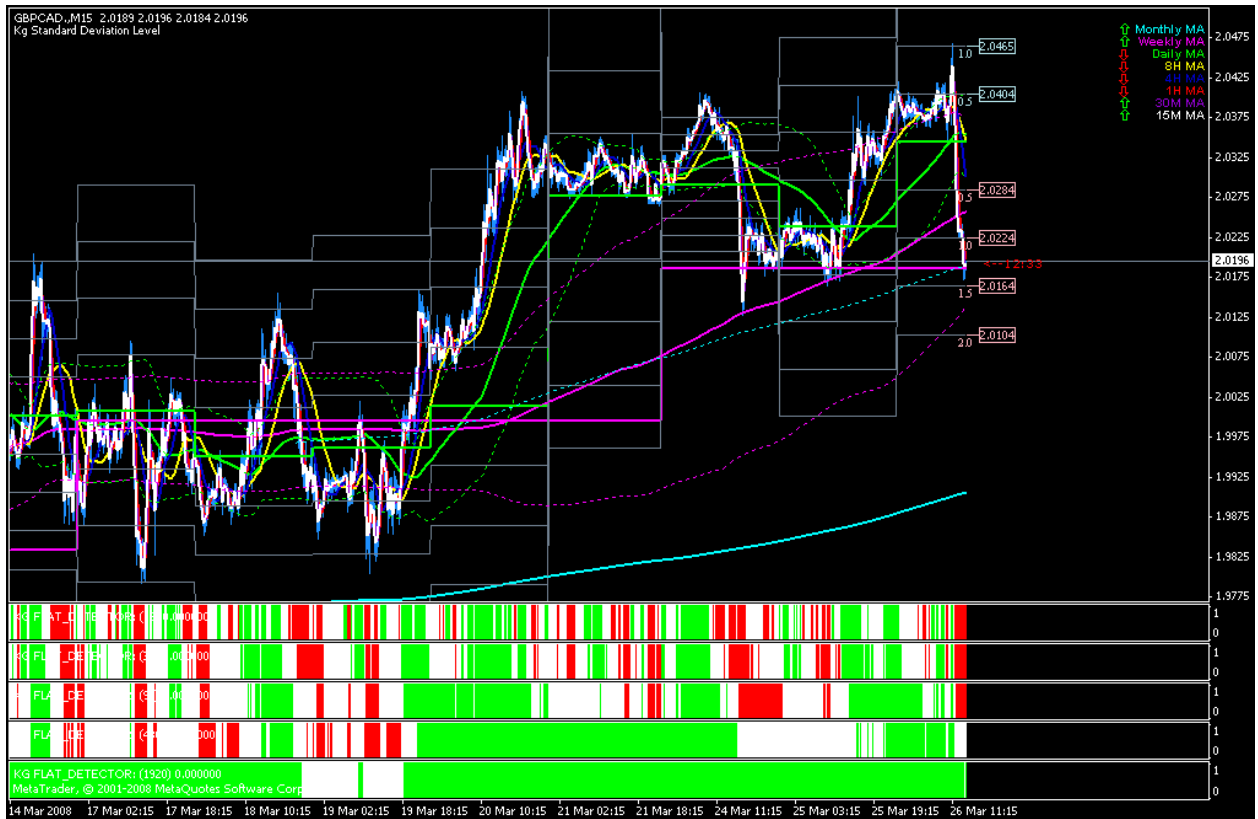 GBPCAD.,M15 2.0189 2.0196 2.0184 2.0196
Kg Standard Deviation Level
Monthly MA
Weekly MA
Daily MA
8H MA
4H MA
1H MA
30M MA
15M MA
1.0 2.0465
0.5 2.0404
0.5 2.0284
1.0 2.0224
<--12:33
1.5 2.0164
2.0 2.0104
2.0475
2.0425
2.0375
2.0325
2.0275
2.0225
2.0196
2.0175
2.0125
2.0075
2.0025
1.9975
1.9925
1.9875
1.9825
1.9775
KG FLAT_DETECTOR:
1
0
KG FLAT_DETECTOR:
1
0
FLAT_DE
1
0
FLAT_DE
1
0
KG FLAT_DETECTOR: (1920) 0.000000
1
0
MetaTrader, © 2001-2008 MetaQuotes Software Corp
14 Mar 2008 17 Mar 02:15 17 Mar 18:15 18 Mar 10:15 19 Mar 02:15 19 Mar 18:15 20 Mar 10:15 21 Mar 02:15 21 Mar 18:15 24 Mar 11:15 25 Mar 03:15 25 Mar 19:15 26 Mar 11:15